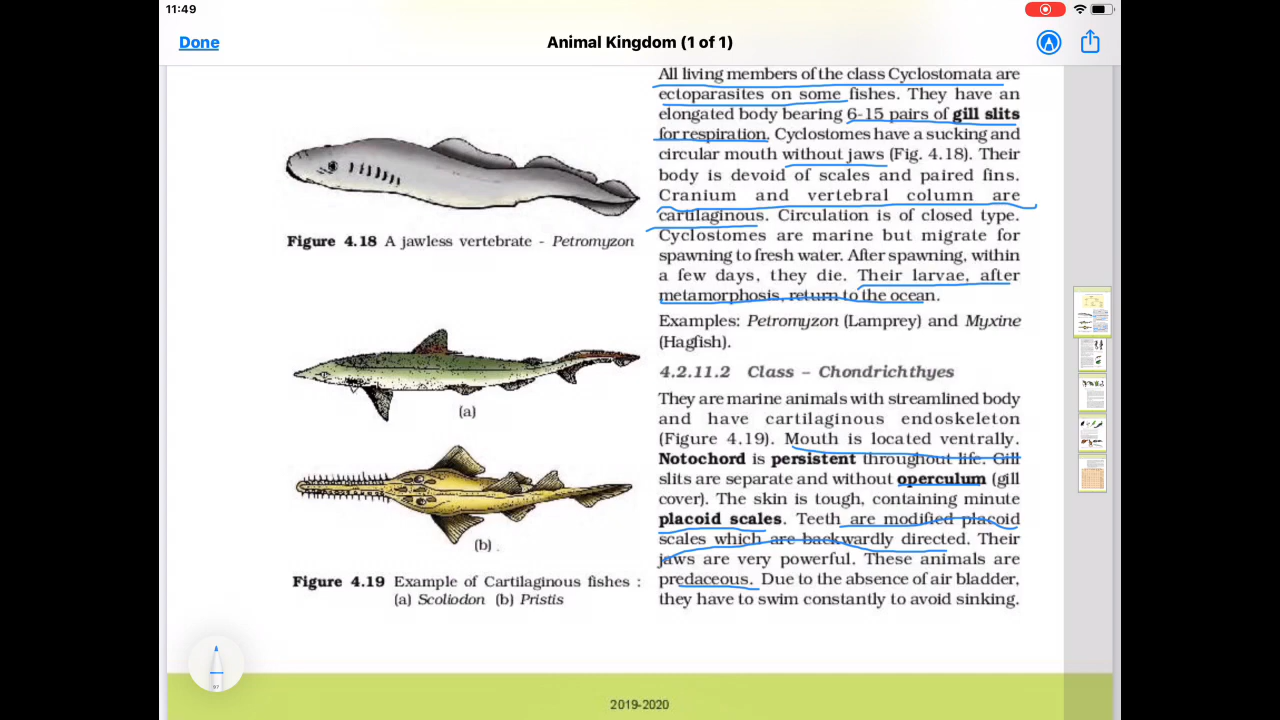 11:49
Done
Animal Kingdom (1 of 1)
All living members of the class Cyclostomata are
ectoparasites on some fishes. They have an
elongated body bearing 6-15 pairs of gill slits
for respiration. Cyclostomes have a sucking and
circular mouth without jaws (Fig. 4.18). Their
body is devoid of scales and paired fins.
Cranium and vertebral column are
cartilaginous. Circulation is of closed type.
Cyclostomes are marine but migrate for
spawning to fresh water. After spawning, within
a few days, they die. Their larvae, after
metamorphosis, return to the ocean.
Examples: Petromyzon (Lamprey) and Myxine
(Hagfish).
4.2.11.2 Class – Chondrichthyes
They are marine animals with streamlined body
and have cartilaginous endoskeleton
(Figure 4.19). Mouth is located ventrally.
Notochord is persistent throughout life. Gill
slits are separate and without operculum (gill
cover). The skin is tough, containing minute
placoid scales. Teeth are modified placoid
scales which are backwardly directed. Their
jaws are very powerful. These animals are
predaceous. Due to the absence of air bladder,
they have to swim constantly to avoid sinking.
Figure 4.18 A jawless vertebrate - Petromyzon
(a)
(b)
Figure 4.19 Example of Cartilaginous fishes :
(a) Scoliodon (b) Pristis
97
2019-2020